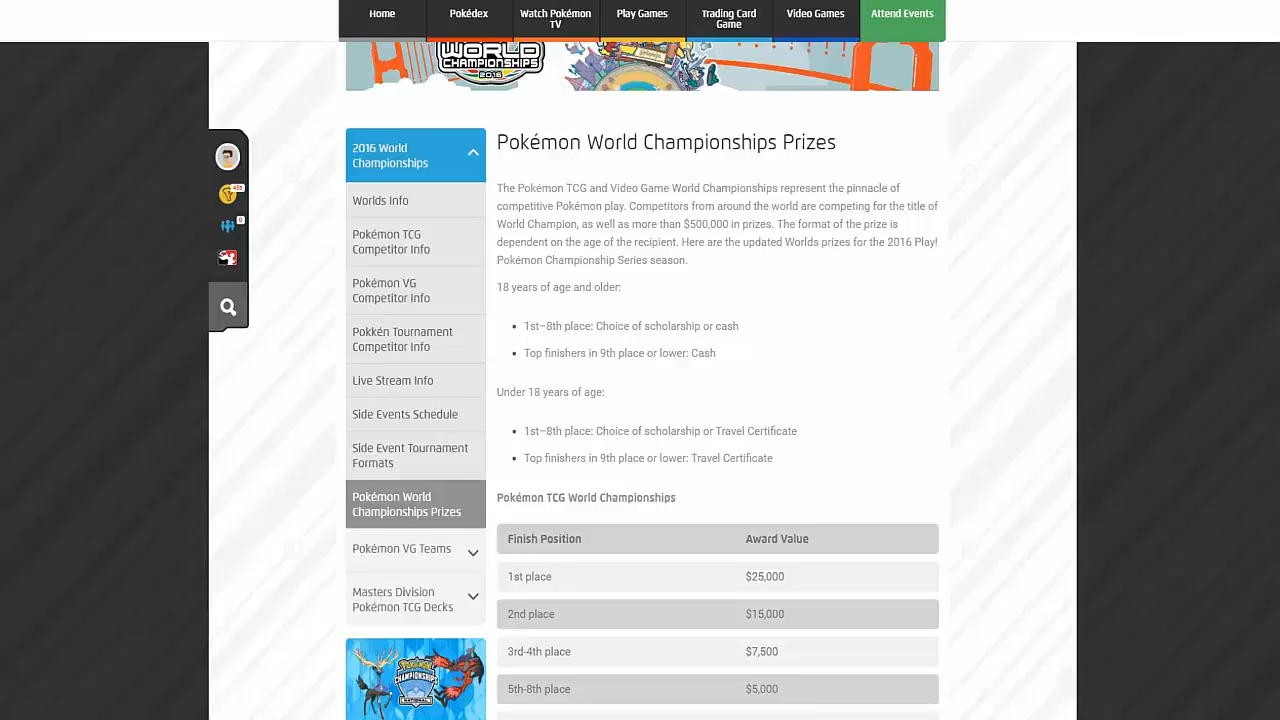 Home
Pokédex
Watch Pokémon
TV
Play Games
Trading Card
Game
Video Games
Attend Events
WORLD
CHAMPIONSHIPS
2016
2016 World
Championships
Worlds Info
Pokémon TCG
Competitor Info
Pokémon VG
Competitor Info
Pokkén Tournament
Competitor Info
Live Stream Info
Side Events Schedule
Side Event Tournament
Formats
Pokémon World
Championships Prizes
Pokémon VG Teams
Masters Division
Pokémon TCG Decks
Pokémon World Championships Prizes
The Pokémon TCG and Video Game World Championships represent the pinnacle of
competitive Pokémon play. Competitors from around the world are competing for the title of
World Champion, as well as more than $500,000 in prizes. The format of the prize is
dependent on the age of the recipient. Here are the updated Worlds prizes for the 2016 Play!
Pokémon Championship Series season.
18 years of age and older:
• 1st–8th place: Choice of scholarship or cash
• Top finishers in 9th place or lower: Cash
Under 18 years of age:
• 1st–8th place: Choice of scholarship or Travel Certificate
• Top finishers in 9th place or lower: Travel Certificate
Pokémon TCG World Championships
Finish Position Award Value
1st place $25,000
2nd place $15,000
3rd-4th place $7,500
5th-8th place $5,000